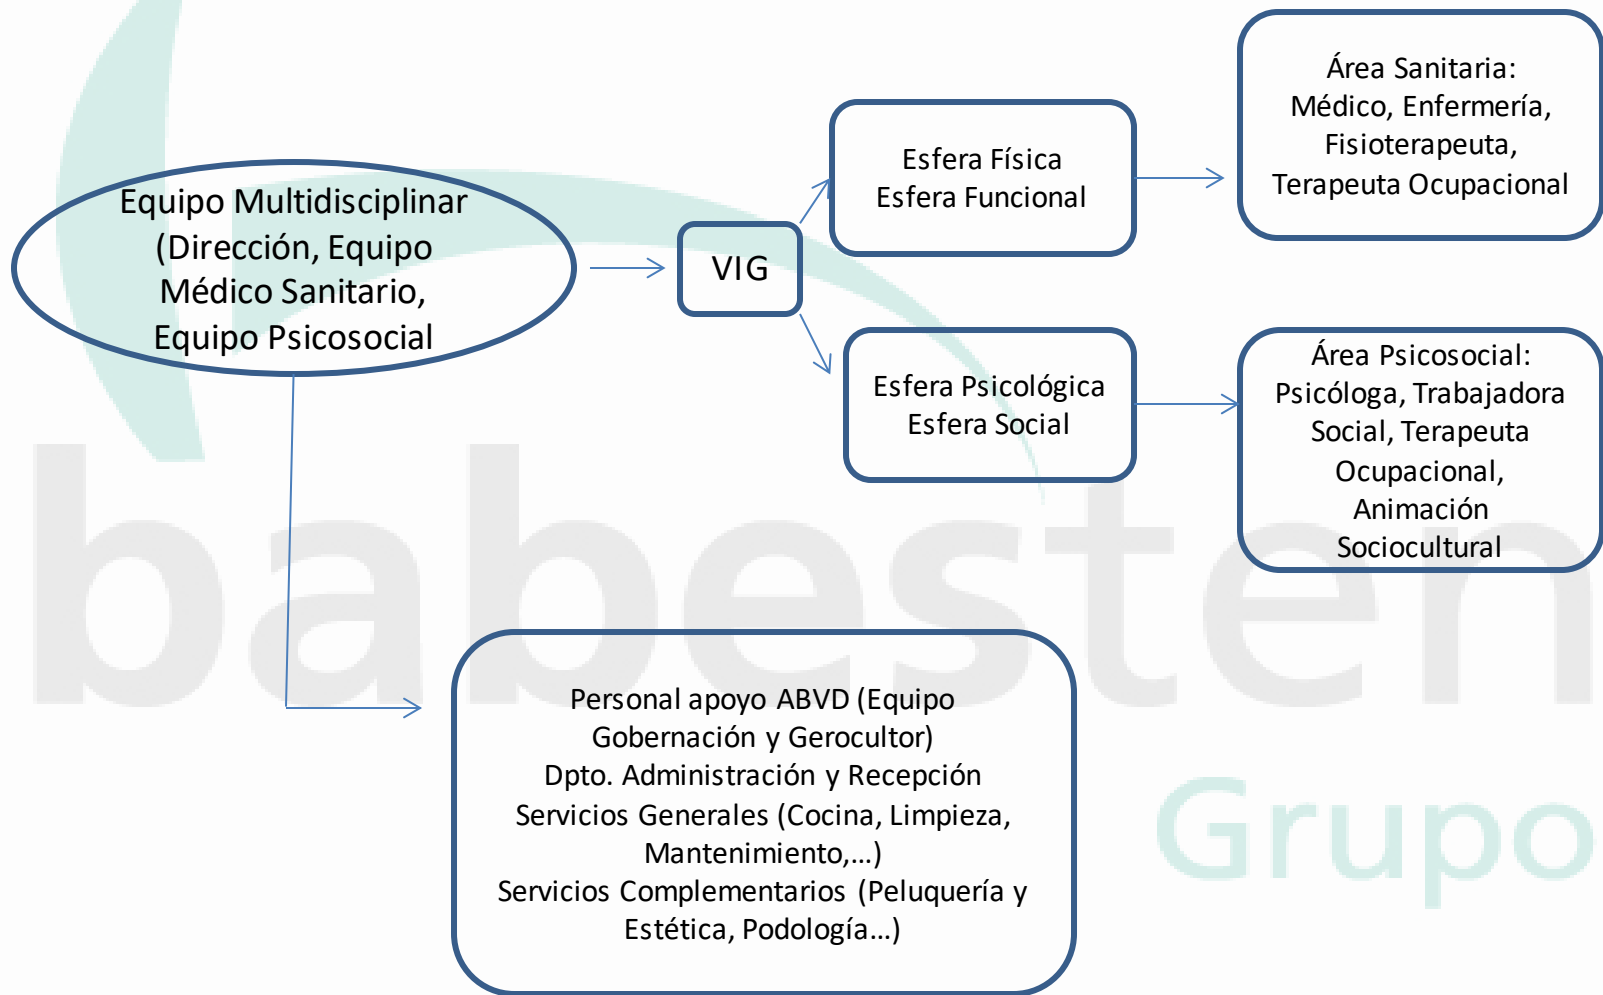 Equipo Multidisciplinar
(Dirección, Equipo
Médico Sanitario,
Equipo Psicosocial
VIG
Esfera Física
Esfera Funcional
Área Sanitaria:
Médico, Enfermería,
Fisioterapeuta,
Terapeuta Ocupacional
Esfera Psicológica
Esfera Social
Área Psicosocial:
Psicóloga, Trabajadora
Social, Terapeuta
Ocupacional,
Animación
Sociocultural
Personal apoyo ABVD (Equipo
Gobernación y Gerocultor)
Dpto. Administración y Recepción
Servicios Generales (Cocina, Limpieza,
Mantenimiento,...)
Servicios Complementarios (Peluquería y
Estética, Podología...)
babesten
Grupo